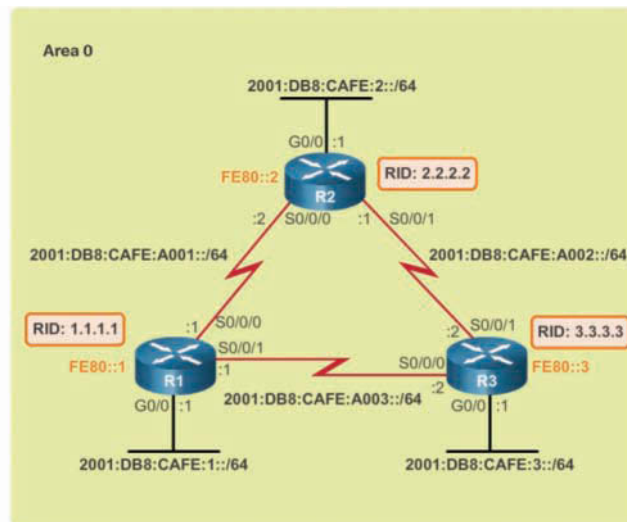 Area 0
2001:DB8:CAFE:2::/64
G0/0 :1
FE80::2
RID: 2.2.2.2
R2
:2 S0/0/0 :1 S0/0/1
2001:DB8:CAFE:A001::/64
2001:DB8:CAFE:A002::/64
RID: 1.1.1.1
:1 S0/0/0
:2 S0/0/1
RID: 3.3.3.3
S0/0/1
S0/0/0
FE80::1
R1
:1
:2
R3
FE80::3
2001:DB8:CAFE:A003::/64
G0/0 :1
G0/0 :1
2001:DB8:CAFE:1::/64
2001:DB8:CAFE:3::/64